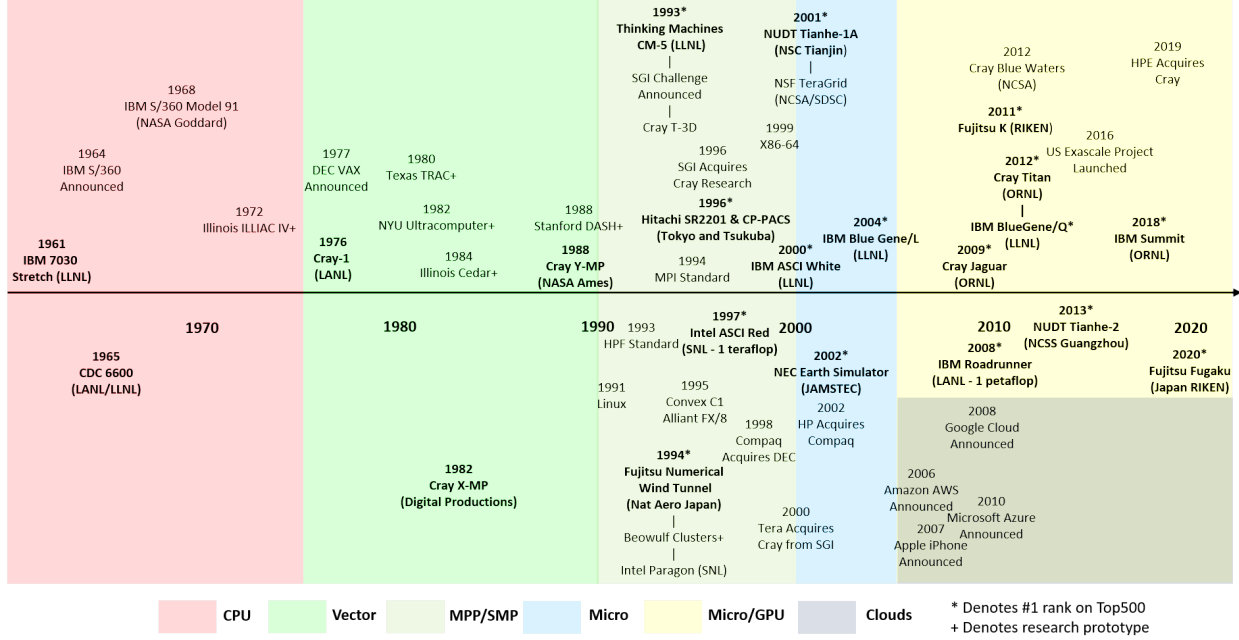 1993*
Thinking Machines
CM-5 (LLNL)
|
SGI Challenge
Announced
|
Cray T-3D
2001*
NUDT Tianhe-1A
(NSC Tianjin)
|
NSF TeraGrid
(NCSA/SDSC)
2012
Cray Blue Waters
(NCSA)
2019
HPE Acquires
Cray
1968
IBM S/360 Model 91
(NASA Goddard)
2011*
Fujitsu K (RIKEN)
1999
X86-64
2016
US Exascale Project
Launched
1964
IBM S/360
Announced
1977
DEC VAX
Announced
1980
Texas TRAC+
1996
SGI Acquires
Cray Research
2012*
Cray Titan
(ORNL)
|
IBM BlueGene/Q*
(LLNL)
1972
Illinois ILLIAC IV+
1982
NYU Ultracomputer+
1988
Stanford DASH+
1996*
Hitachi SR2201 & CP-PACS
(Tokyo and Tsukuba)
2004*
IBM Blue Gene/L
(LLNL)
2018*
IBM Summit
(ORNL)
1961
IBM 7030
Stretch (LLNL)
1976
Cray-1
(LANL)
1984
Illinois Cedar+
1988
Cray Y-MP
(NASA Ames)
1994
MPI Standard
2000*
IBM ASCI White
(LLNL)
2009*
Cray Jaguar
(ORNL)
1970
1980
1990
2000
2010
2020
1965
CDC 6600
(LANL/LLNL)
1993
HPF Standard
1997*
Intel ASCI Red
(SNL - 1 teraflop)
2013*
NUDT Tianhe-2
(NCSS Guangzhou)
2002*
NEC Earth Simulator
(JAMSTEC)
2008*
IBM Roadrunner
(LANL - 1 petaflop)
2020*
Fujitsu Fugaku
(Japan RIKEN)
1991
Linux
1995
Convex C1
Alliant FX/8
2002
HP Acquires
Compaq
2008
Google Cloud
Announced
1998
Compaq
Acquires DEC
1982
Cray X-MP
(Digital Productions)
1994*
Fujitsu Numerical
Wind Tunnel
(Nat Aero Japan)
|
Beowulf Clusters+
|
Intel Paragon (SNL)
2000
Tera Acquires
Cray from SGI
2006
Amazon AWS
Announced
2010
Microsoft Azure
Announced
2007
Apple iPhone
Announced
CPU
Vector
MPP/SMP
Micro
Micro/GPU
Clouds
* Denotes #1 rank on Top500
+ Denotes research prototype